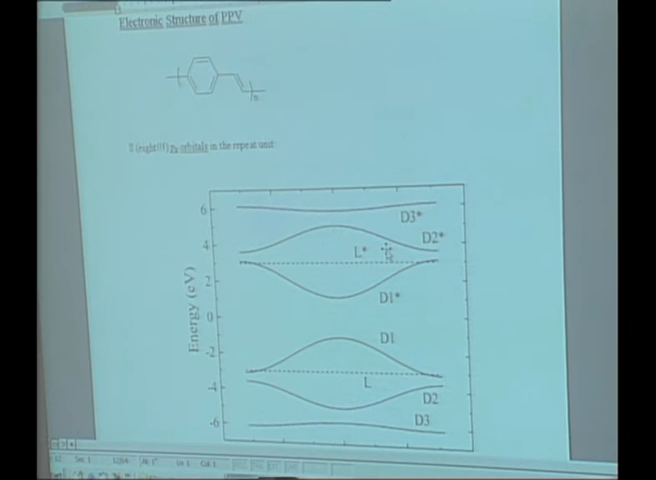 Electronic Structure of PPV
n
8 (eight!!!) pz orbitals in the repeat unit
6
D3*
D2*
4
L*
2
D1*
Energy (eV)
0
D1
-2
L
-4
D2
D3
-6